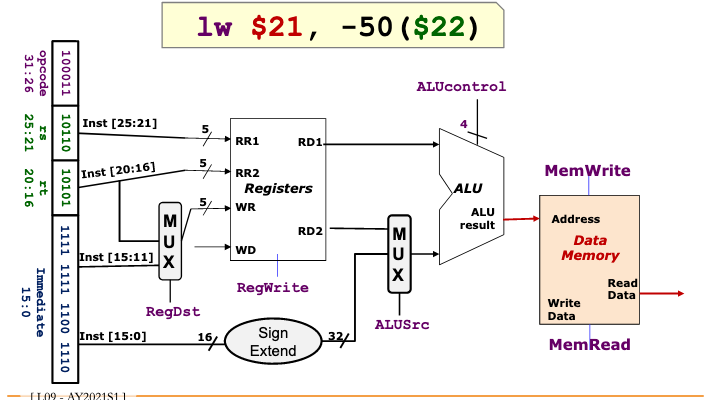 lw $21, -50($22)
opcode
31:26
100011
rs
25:21
10110
rt
20:16
10101
Immediate
15:0
1111 1111 1100 1110
Inst [25:21]
5
Inst [20:16]
5
5
Inst [15:11]
Inst [15:0]
16
32
MUX
RegDst
RR1
RR2
WR
WD
Registers
RD1
RD2
RegWrite
Sign
Extend
MUX
ALUSrc
ALUcontrol
4
ALU
ALU
result
MemWrite
Address
Data
Memory
Read
Data
Write
Data
MemRead
[ L09 - AY2021S1 ]